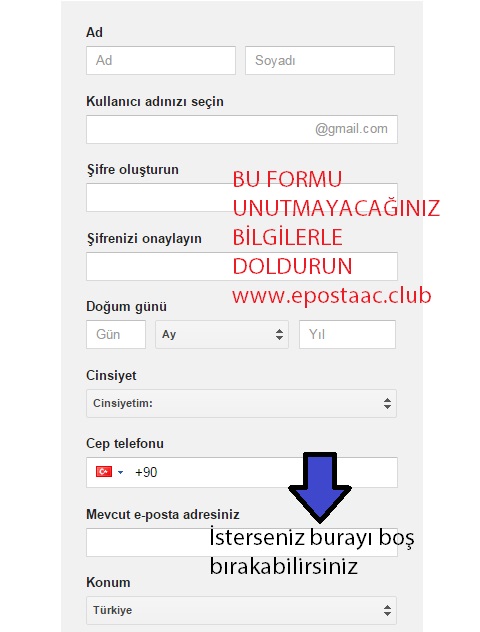 Ad
Ad Soyadı
Kullanıcı adınızı seçin
@gmail.com
Şifre oluşturun
BU FORMU
UNUTMAYACAĞINIZ
Şifrenizi onaylayın
BİLGİLERLE
DOLDURUN
www.epostaac.club
Doğum günü
Gün Ay Yıl
Cinsiyet
Cinsiyetim:
Cep telefonu
+90
Mevcut e-posta adresiniz
İsterseniz burayı boş
bırakabilirsiniz
Konum
Türkiye